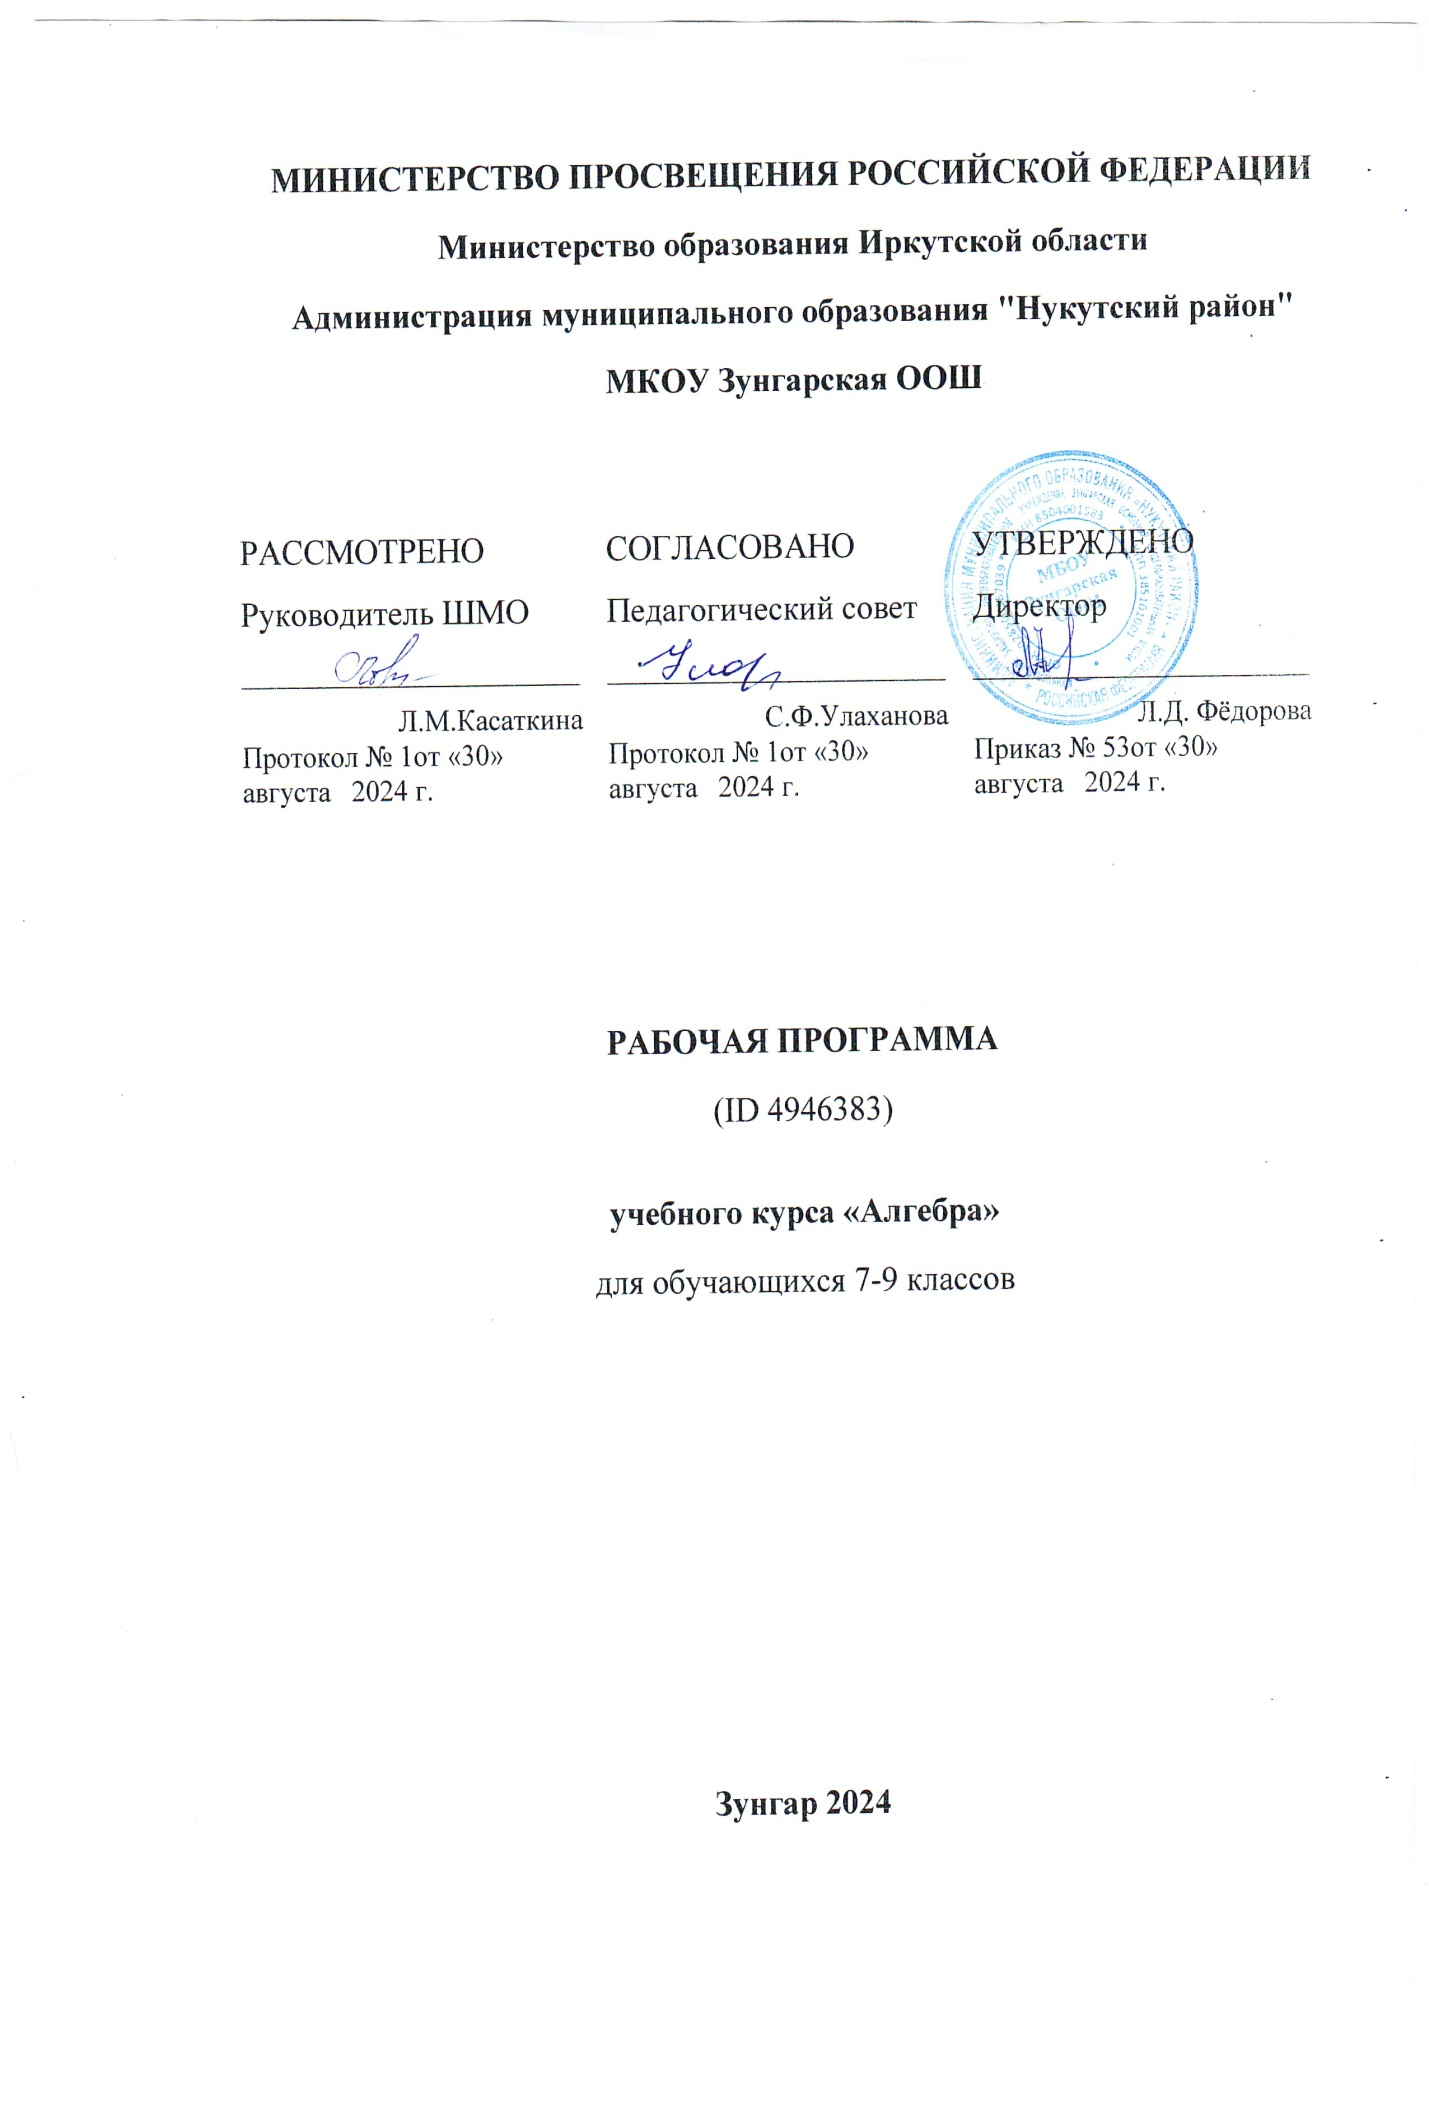 МИНИСТЕРСТВО ПРОСВЕЩЕНИЯ РОССИЙСКОЙ ФЕДЕРАЦИИ
Министерство образования Иркутской области
Администрация муниципального образования "Нукутский район"
МКОУ Зунгарская ООШ
РАССМОТРЕНО
Руководитель ШМО
Л.М.Касаткина
Протокол № 1от «30»
августа 2024 г.
СОГЛАСОВАНО
Педагогический совет
С.Ф.Улаханова
Протокол № 1от «30»
августа 2024 г.
УТВЕРЖДЕНО
Директор
Л.Д. Фёдорова
Приказ № 53от «30»
августа 2024 г.
МБОУ
Зунгарская
РАБОЧАЯ ПРОГРАММА
(ID 4946383)
учебного курса «Алгебра»
для обучающихся 7-9 классов
Зунгар 2024